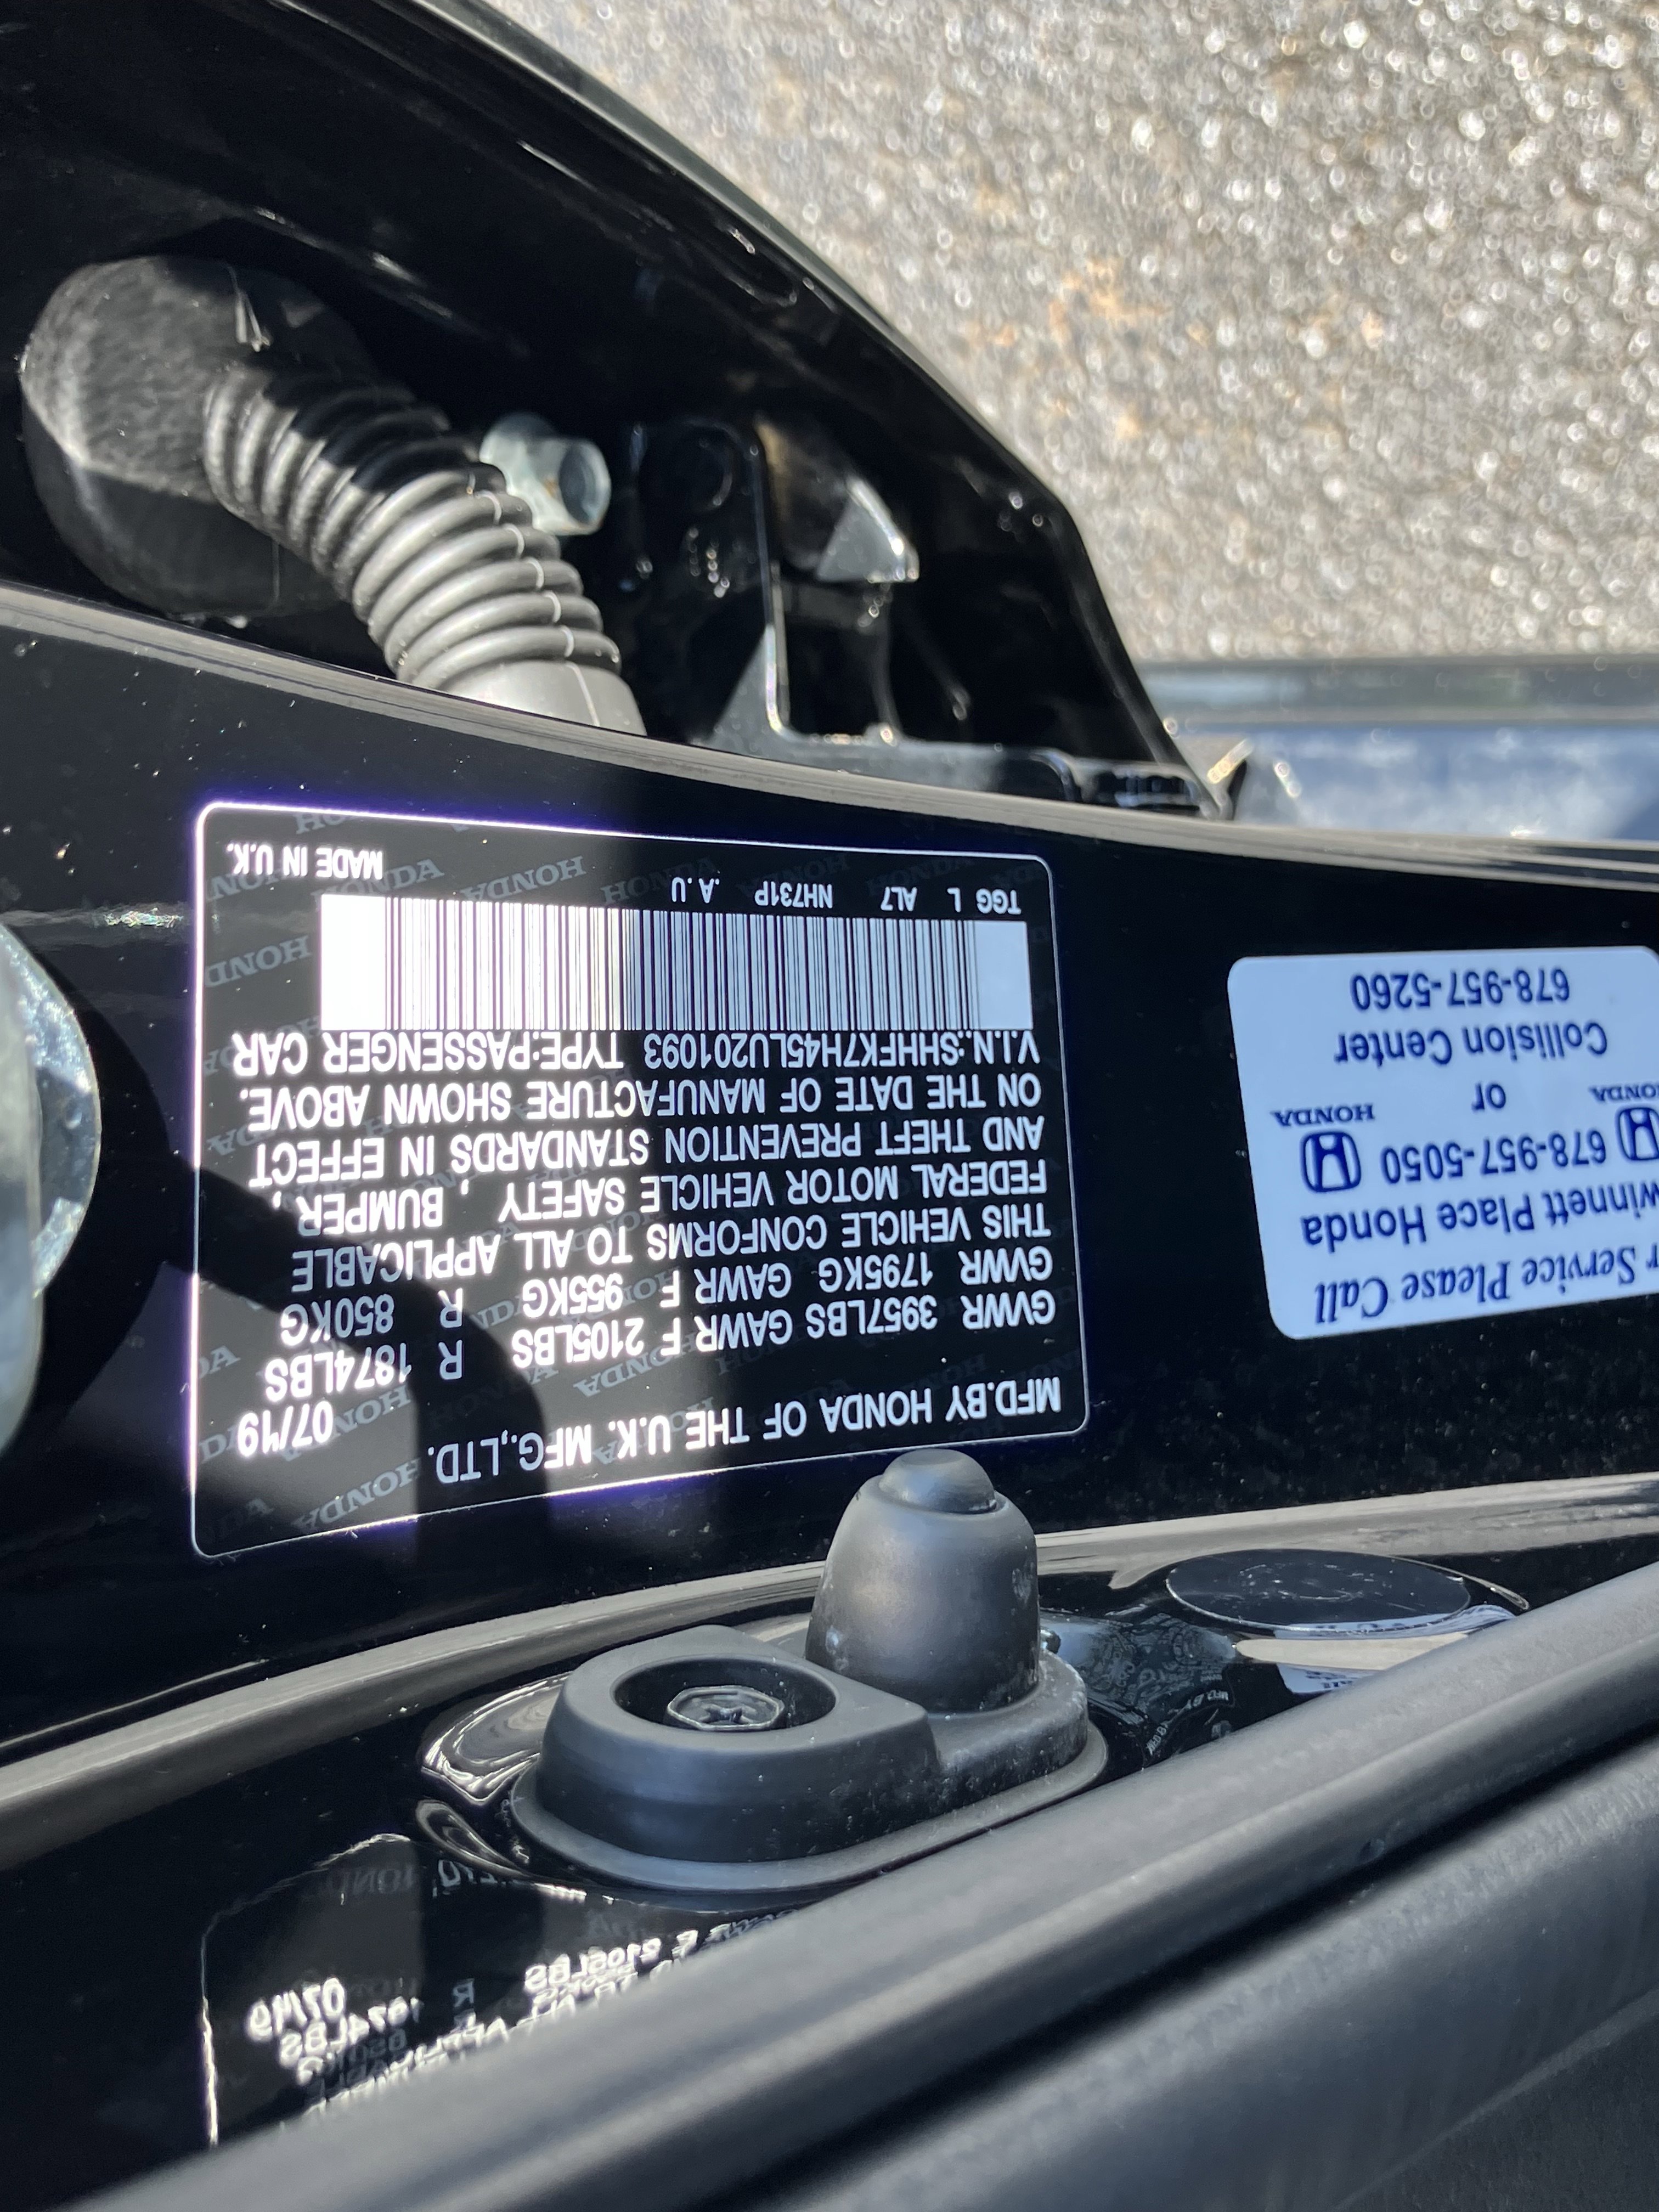 MFD.BY HONDA OF THE U.K. MFG.,LTD. 07/19
GVWR 3957LBS GAWR F 2105LBS R 1874LBS
GVWR 1795KG GAWR F 955KG R 850KG
THIS VEHICLE CONFORMS TO ALL APPLICABLE
FEDERAL MOTOR VEHICLE SAFETY , BUMPER,
AND THEFT PREVENTION STANDARDS IN EFFECT
ON THE DATE OF MANUFACTURE SHOWN ABOVE.
V.I.N.:SHHFK7H45LU201093 TYPE:PASSENGER CAR
TGG L AL7 NH731P .A.U
MADE IN U.K.
Service Please Call
winnett Place Honda
678-957-5050
HONDA or HONDA
Collision Center
678-957-5260